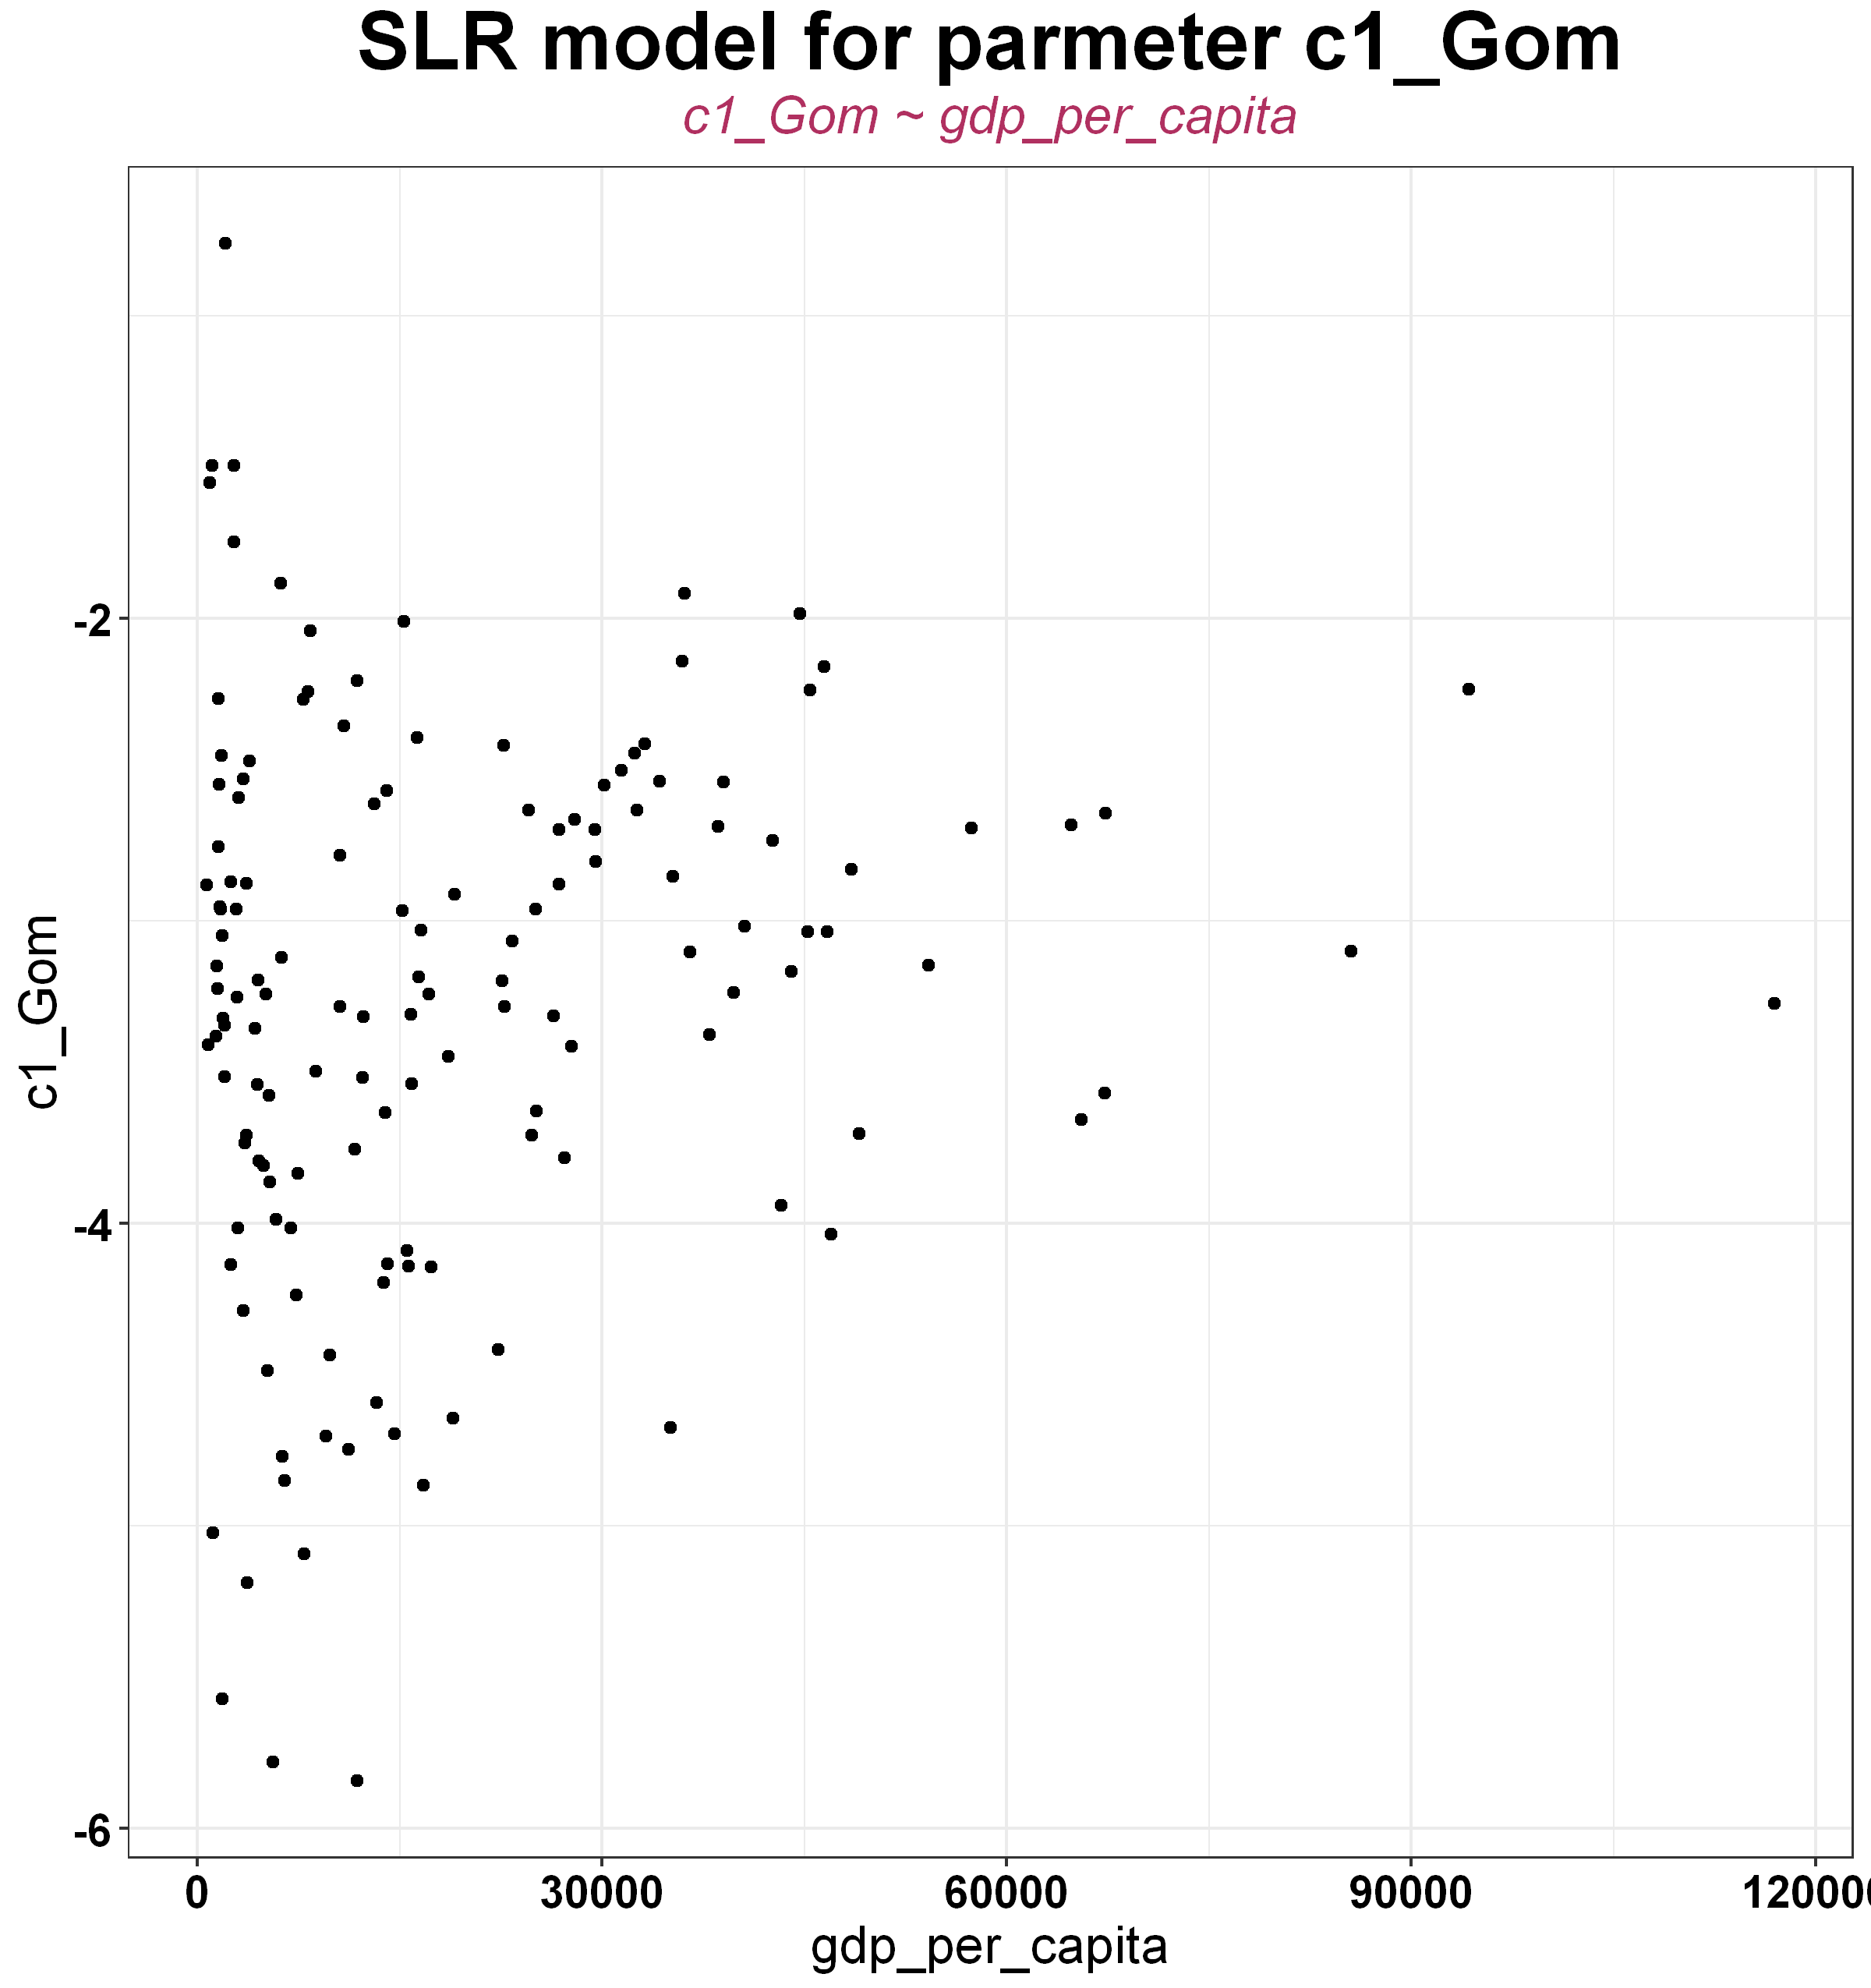 SLR model for parmeter c1_Gom
c1_Gom ~ gdp_per_capita
c1_Gom
-2
-4
-6
0 30000 60000 90000 120000
gdp_per_capita